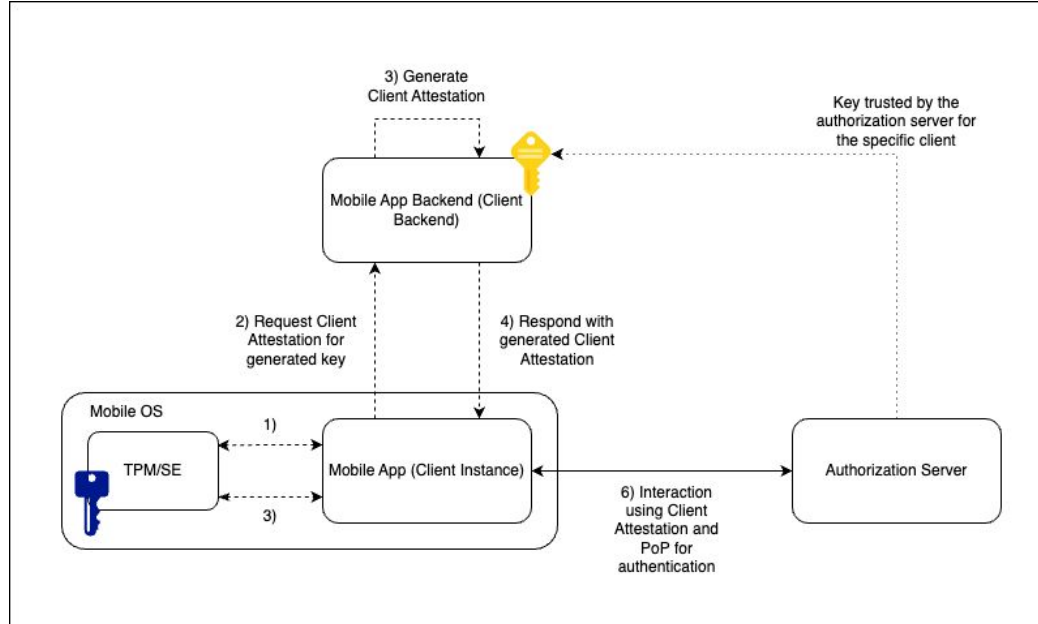 3) Generate
Client Attestation
Key trusted by the
authorization server for
the specific client
Mobile App Backend (Client
Backend)
2) Request Client
Attestation for
generated key
4) Respond with
generated Client
Attestation
Mobile OS
1)
TPM/SE
Mobile App (Client Instance)
Authorization Server
3)
6) Interaction
using Client
Attestation and
PoP for
authentication